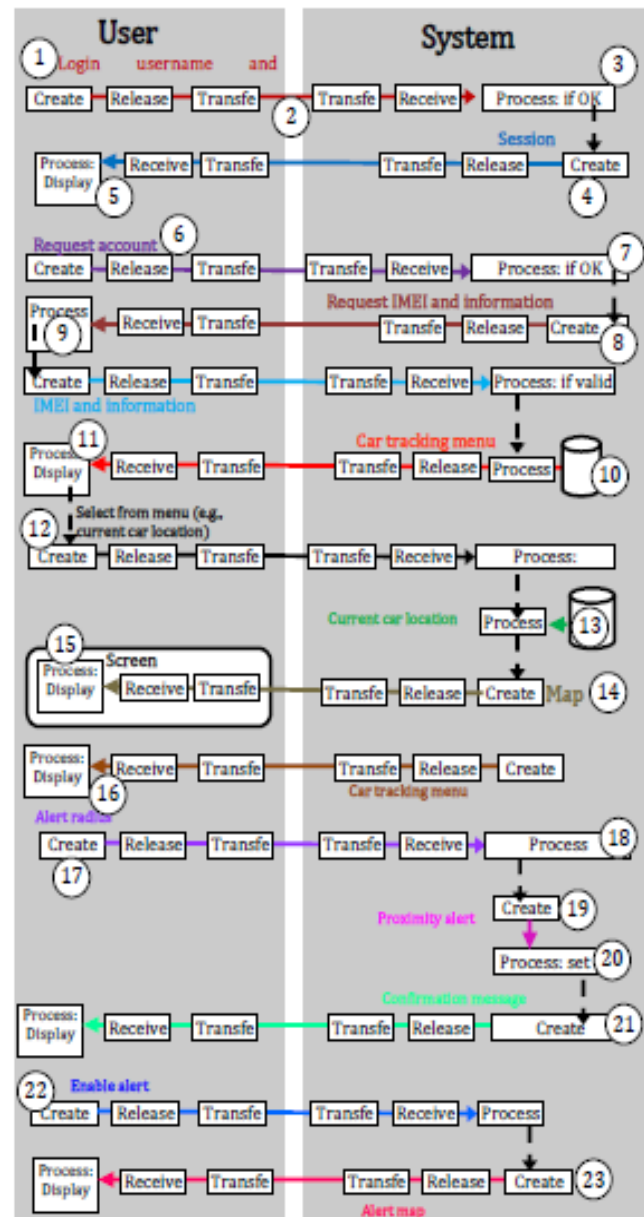 User System
1 Login username and 3
Create Release Transfe 2 Transfe Receive Process: if OK
Session
Process: Display Receive Transfe Transfe Release Create
5 4
Request account 6 7
Create Release Transfe Transfe Receive Process: if OK
Request IMEI and information
Process Receive Transfe Transfe Release Create
9 8
Create Release Transfe Transfe Receive Process: if valid
IMEI and information
11 Car tracking menu
Process: Display Receive Transfe Transfe Release Process 10
Select from menu (e.g.,
12 current car location)
Create Release Transfe Transfe Receive Process:
Current car location Process 13
15 Screen
Process: Display Receive Transfe Transfe Release Create Map 14
Process: Display Receive Transfe Transfe Release Create
16 Car tracking menu
Alert radius 18
Create Release Transfe Transfe Receive Process
17
Create 19
Proximity alert
Process: set 20
Confirmation message
Process: Display Receive Transfe Transfe Release Create 21
22 Enable alert
Create Release Transfe Transfe Receive Process
Process: Display Receive Transfe Transfe Release Create 23
Alert map